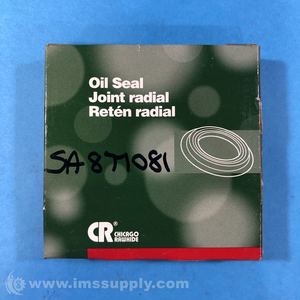 Oil Seal
Joint radial
Retén radial
SA871081
CR®
CHICAGO
RAWHIDE
www.imssupply.com